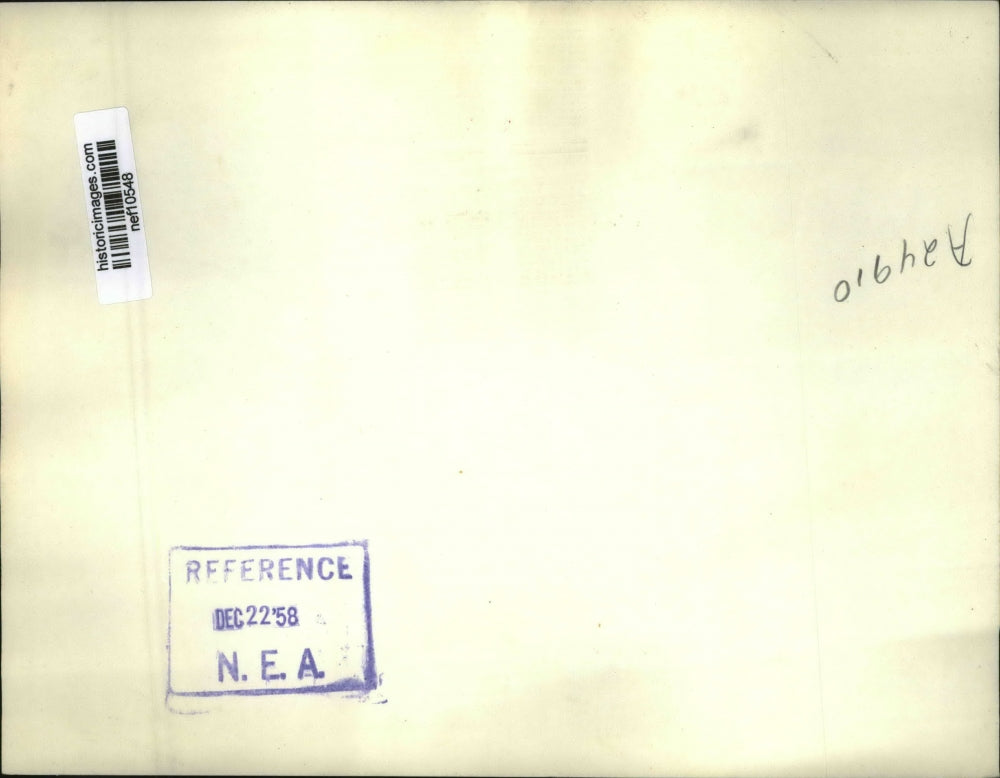 historicimages.com
nef10548
A24910
REFERENCE
DEC 22 '58
N. E. A.